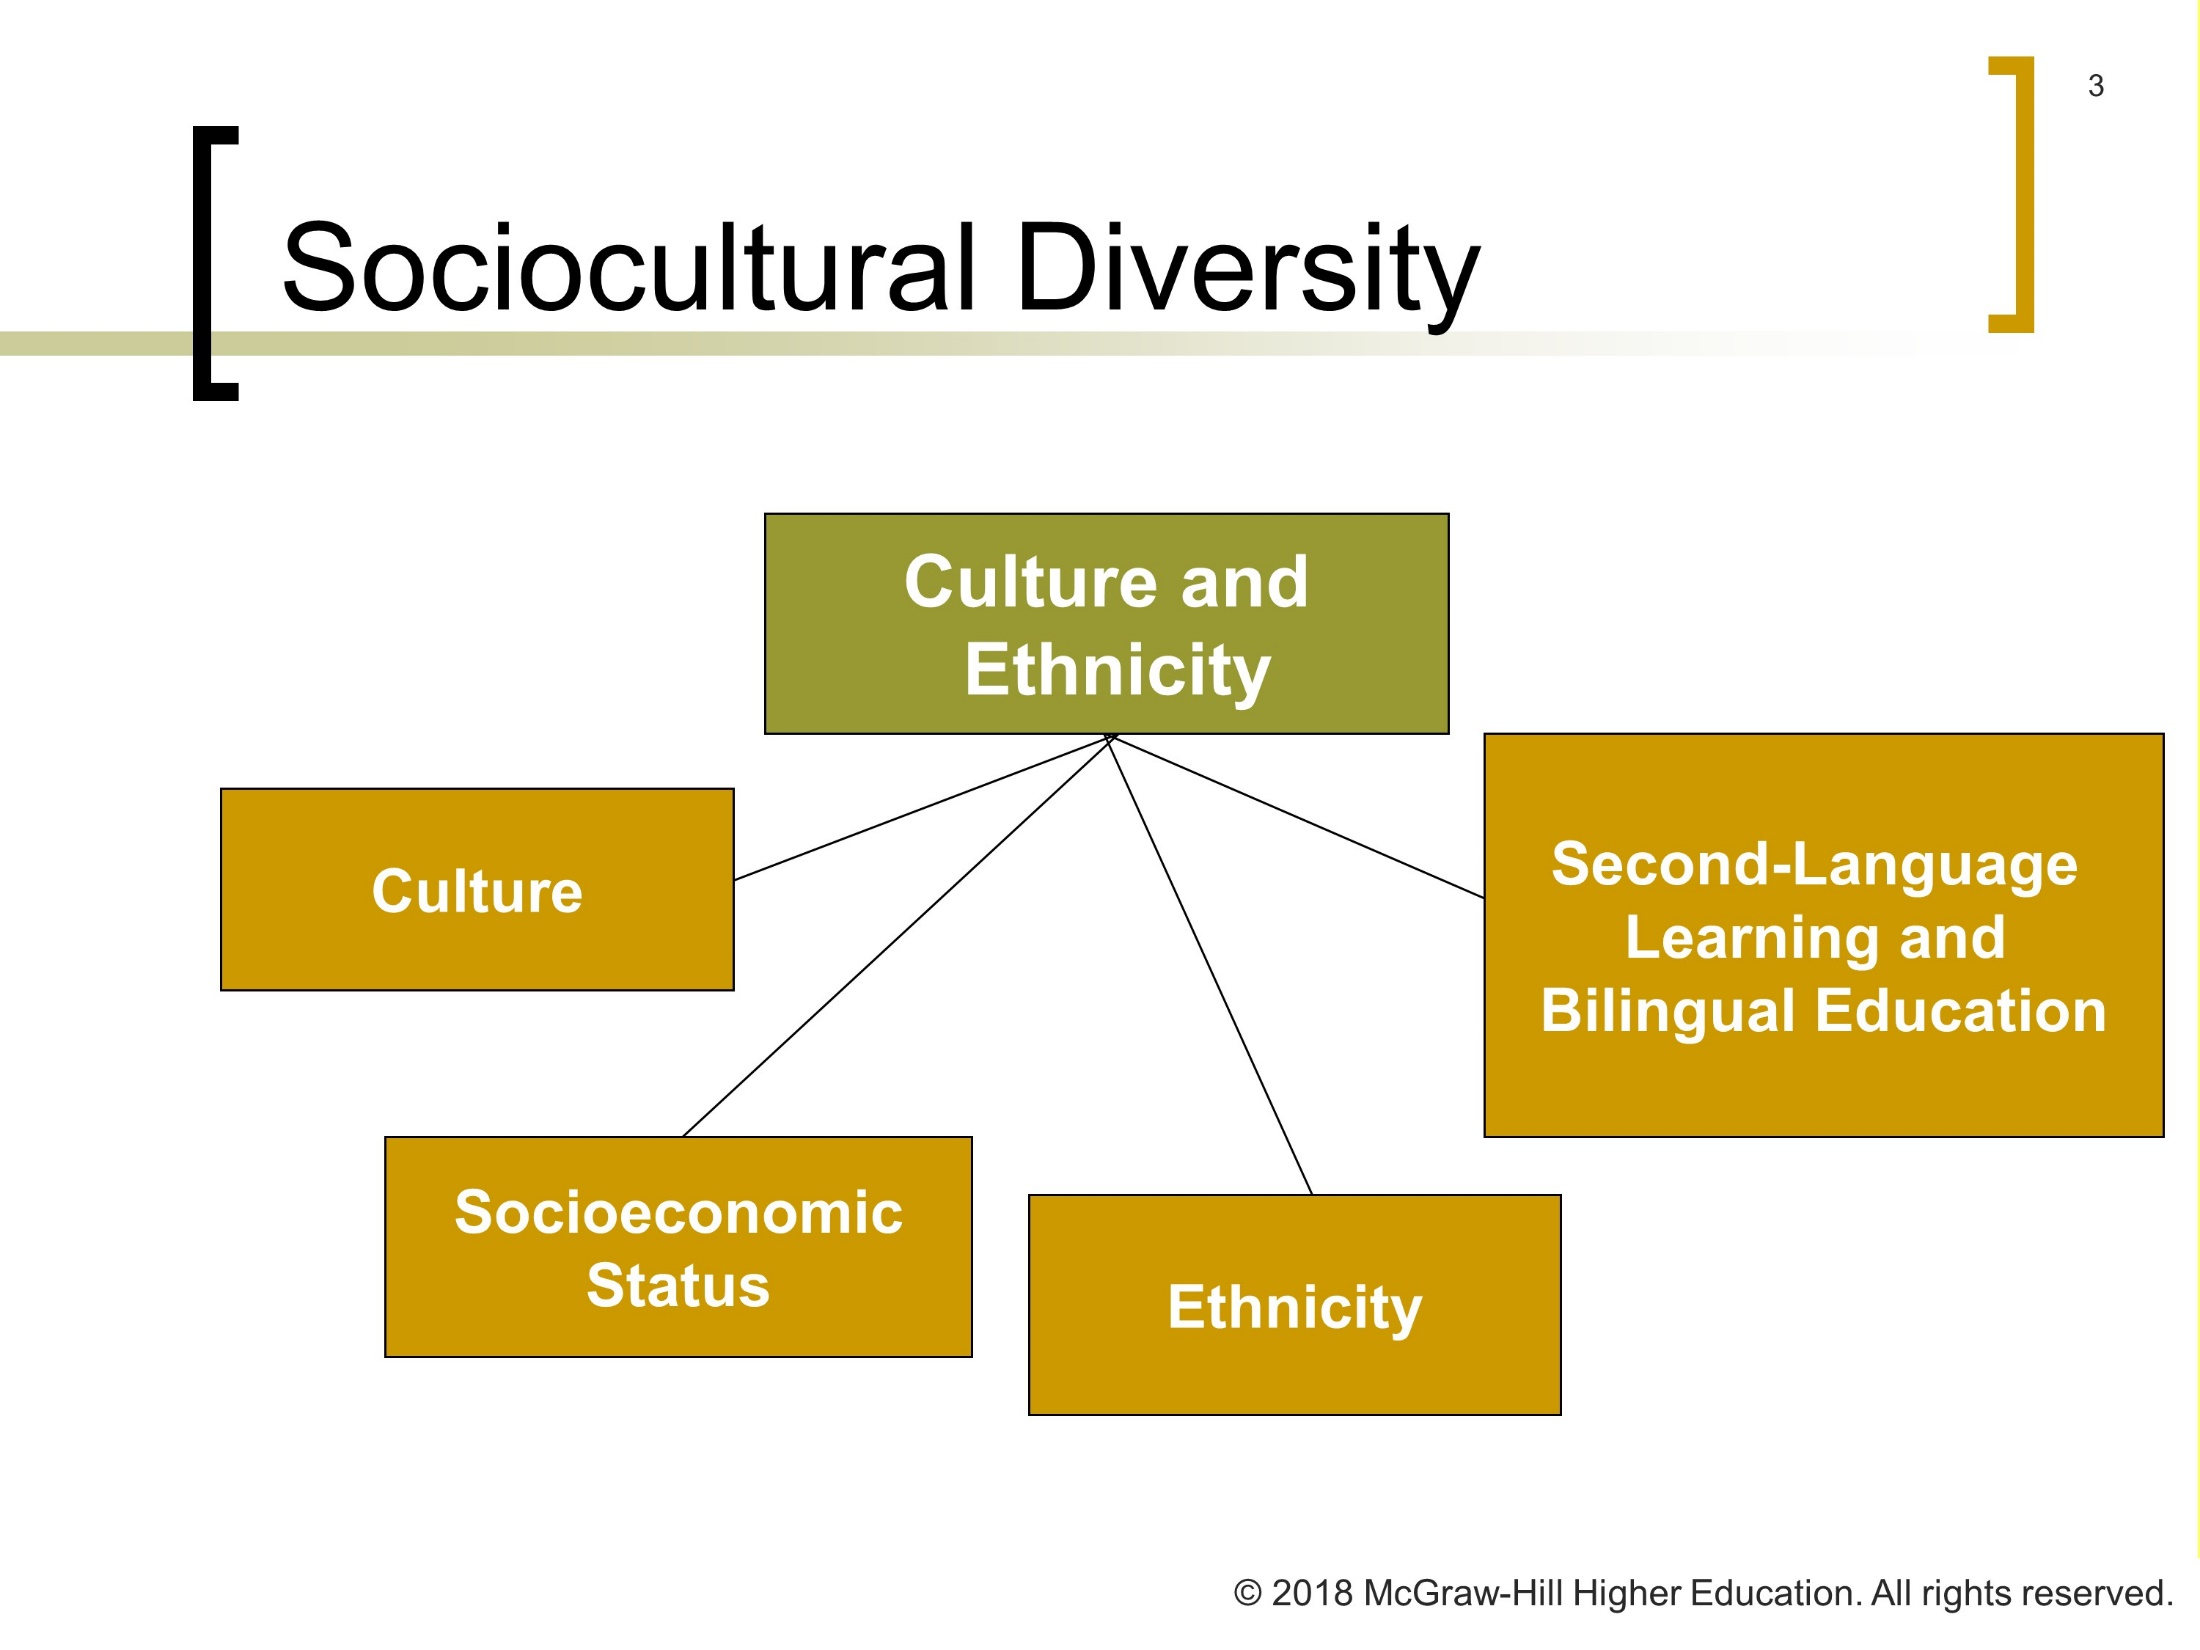 3
Sociocultural Diversity
Culture and
Ethnicity
Culture
Second-Language
Learning and
Bilingual Education
Socioeconomic
Status
Ethnicity
© 2018 McGraw-Hill Higher Education. All rights reserved.